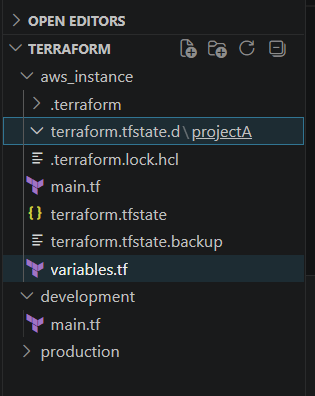 OPEN EDITORS
TERRAFORM
aws_instance
.terraform
terraform.tfstate.d\projectA
.terraform.lock.hcl
main.tf
{} terraform.tfstate
terraform.tfstate.backup
variables.tf
development
main.tf
production